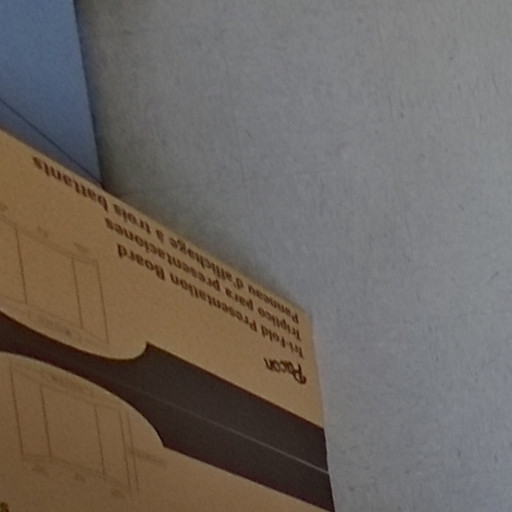 Pacon
Tri-Fold Presentation Board
Tríptico para presentaciones
Panneau d'affichage à trois battants